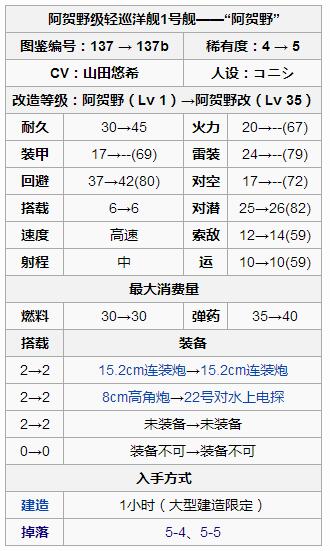 阿贺野级轻巡洋舰1号舰——“阿贺野”
图鉴编号：137 → 137b 稀有度：4 → 5
CV：山田悠希 人设：コニシ
改造等级：阿贺野（Lv 1）→阿贺野改（Lv 35）
耐久 30→45 火力 20→--(67)
装甲 17→--(69) 雷装 24→--(79)
回避 37→42(80) 对空 17→--(72)
搭载 6→6 对潜 25→26(82)
速度 高速 索敌 12→14(59)
射程 中 运 10→10(59)
最大消费量
燃料 30→30 弹药 35→40
搭载 装备
2→2 15.2cm连装炮→15.2cm连装炮
2→2 8cm高角炮→22号对水上电探
2→2 未装备→未装备
0→0 装备不可→装备不可
入手方式
建造 1小时（大型建造限定）
掉落 5-4、5-5